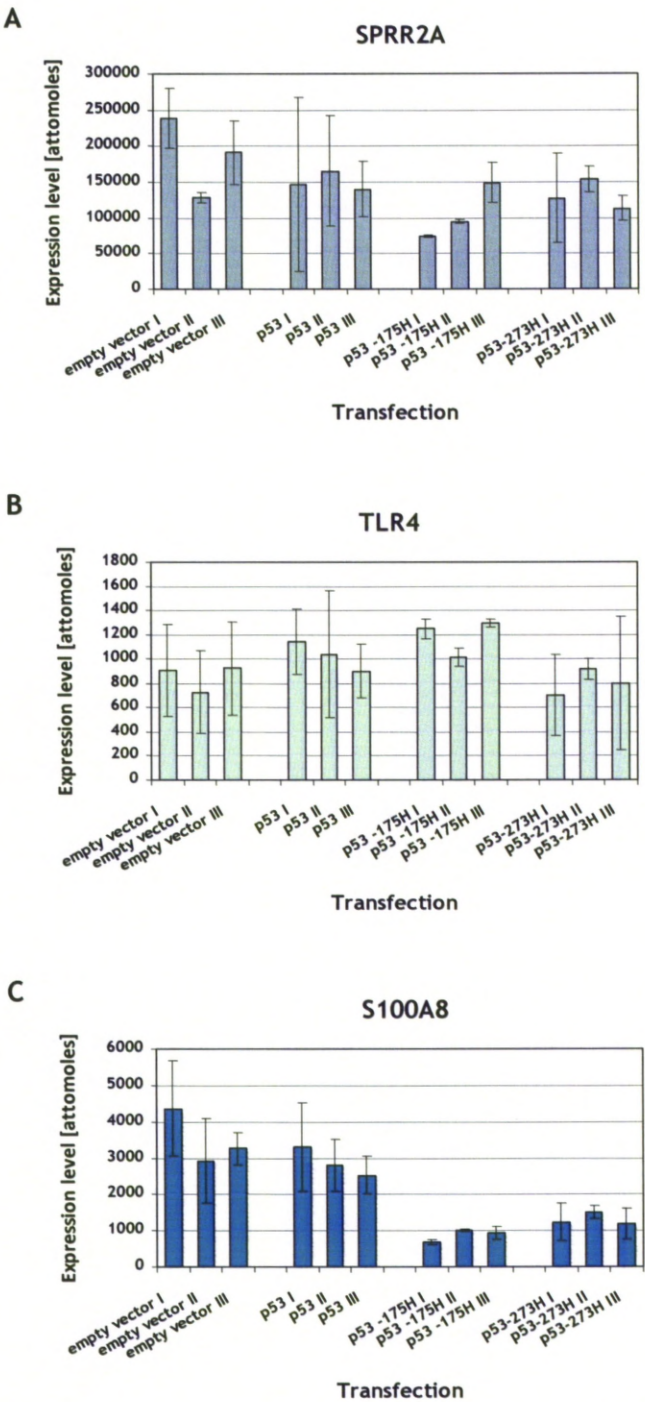 A
SPRR2A
Expression level [attomoles]
300000
250000
200000
150000
100000
50000
0
empty vector I
empty vector II
empty vector III
p53 I
p53 II
p53 III
p53 -175H I
p53 -175H II
p53 -175H III
p53-273H I
p53-273H II
p53-273H III
Transfection
B
TLR4
Expression level [attomoles]
1800
1600
1400
1200
1000
800
600
400
200
0
empty vector I
empty vector II
empty vector III
p53 I
p53 II
p53 III
p53 -175H I
p53 -175H II
p53 -175H III
p53-273H I
p53-273H II
p53-273H III
Transfection
C
S100A8
Expression level [attomoles]
6000
5000
4000
3000
2000
1000
0
empty vector I
empty vector II
empty vector III
p53 I
p53 II
p53 III
p53 -175H I
p53 -175H II
p53 -175H III
p53-273H I
p53-273H II
p53-273H III
Transfection